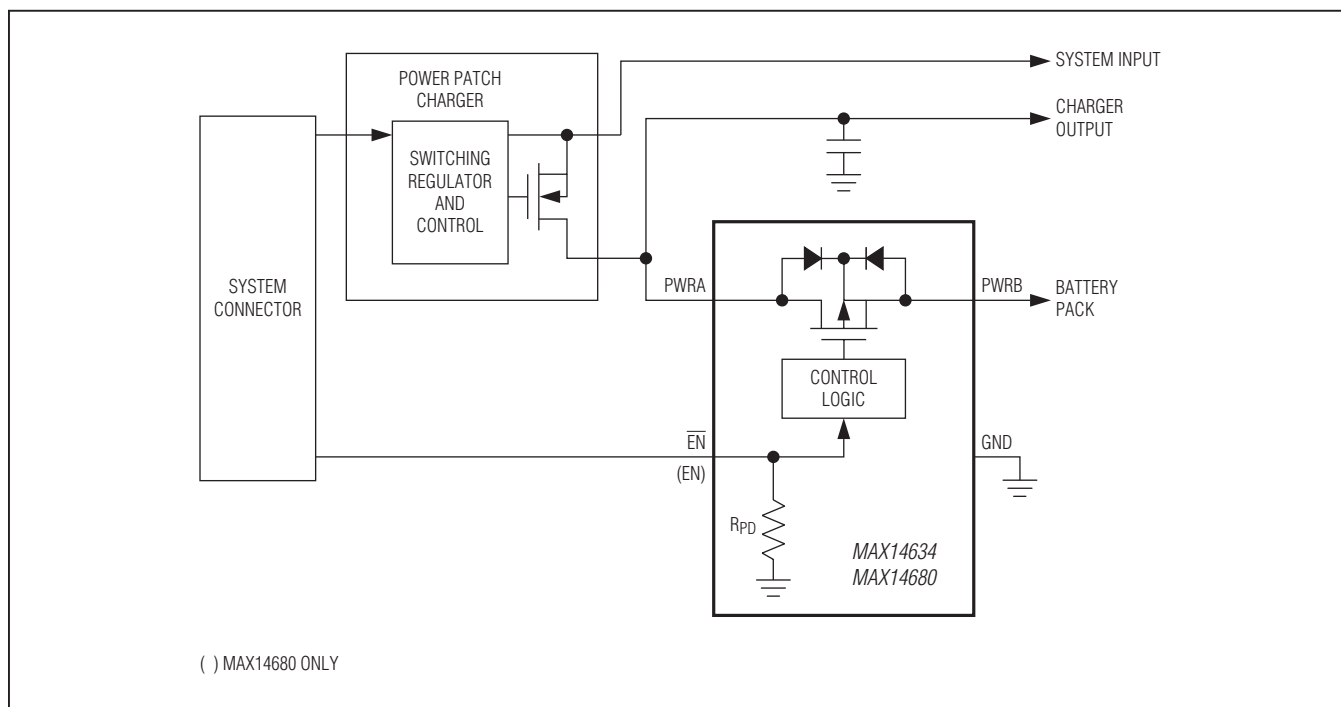 POWER PATCH
CHARGER
SYSTEM INPUT
CHARGER
OUTPUT
SWITCHING
REGULATOR
AND
CONTROL
SYSTEM
CONNECTOR
PWRA
PWRB
BATTERY
PACK
CONTROL
LOGIC
E̅N̅
(EN)
GND
RPD
MAX14634
MAX14680
( ) MAX14680 ONLY